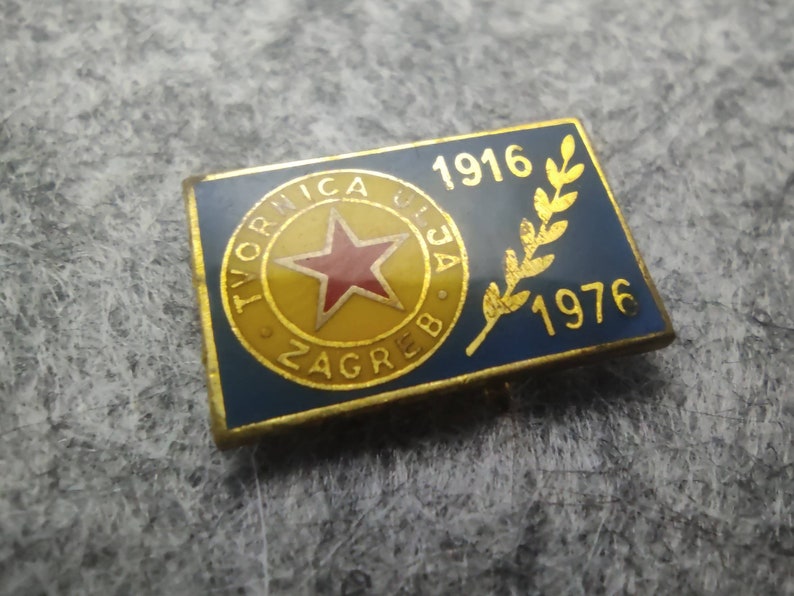 TVORNICA ULJA
ZAGREB
1916
1976